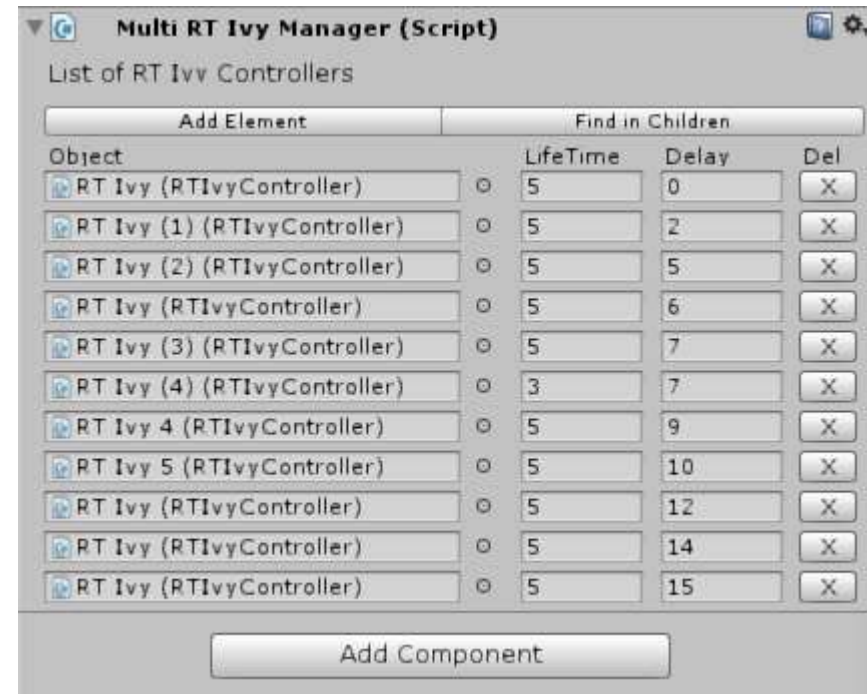 Multi RT Ivy Manager (Script)
List of RT Ivy Controllers
Add Element Find in Children
Object LifeTime Delay Del
RT Ivy (RTIvyController) 5 0 X
RT Ivy (1) (RTIvyController) 5 2 X
RT Ivy (2) (RTIvyController) 5 5 X
RT Ivy (RTIvyController) 5 6 X
RT Ivy (3) (RTIvyController) 5 7 X
RT Ivy (4) (RTIvyController) 3 7 X
RT Ivy 4 (RTIvyController) 5 9 X
RT Ivy 5 (RTIvyController) 5 10 X
RT Ivy (RTIvyController) 5 12 X
RT Ivy (RTIvyController) 5 14 X
RT Ivy (RTIvyController) 5 15 X
Add Component